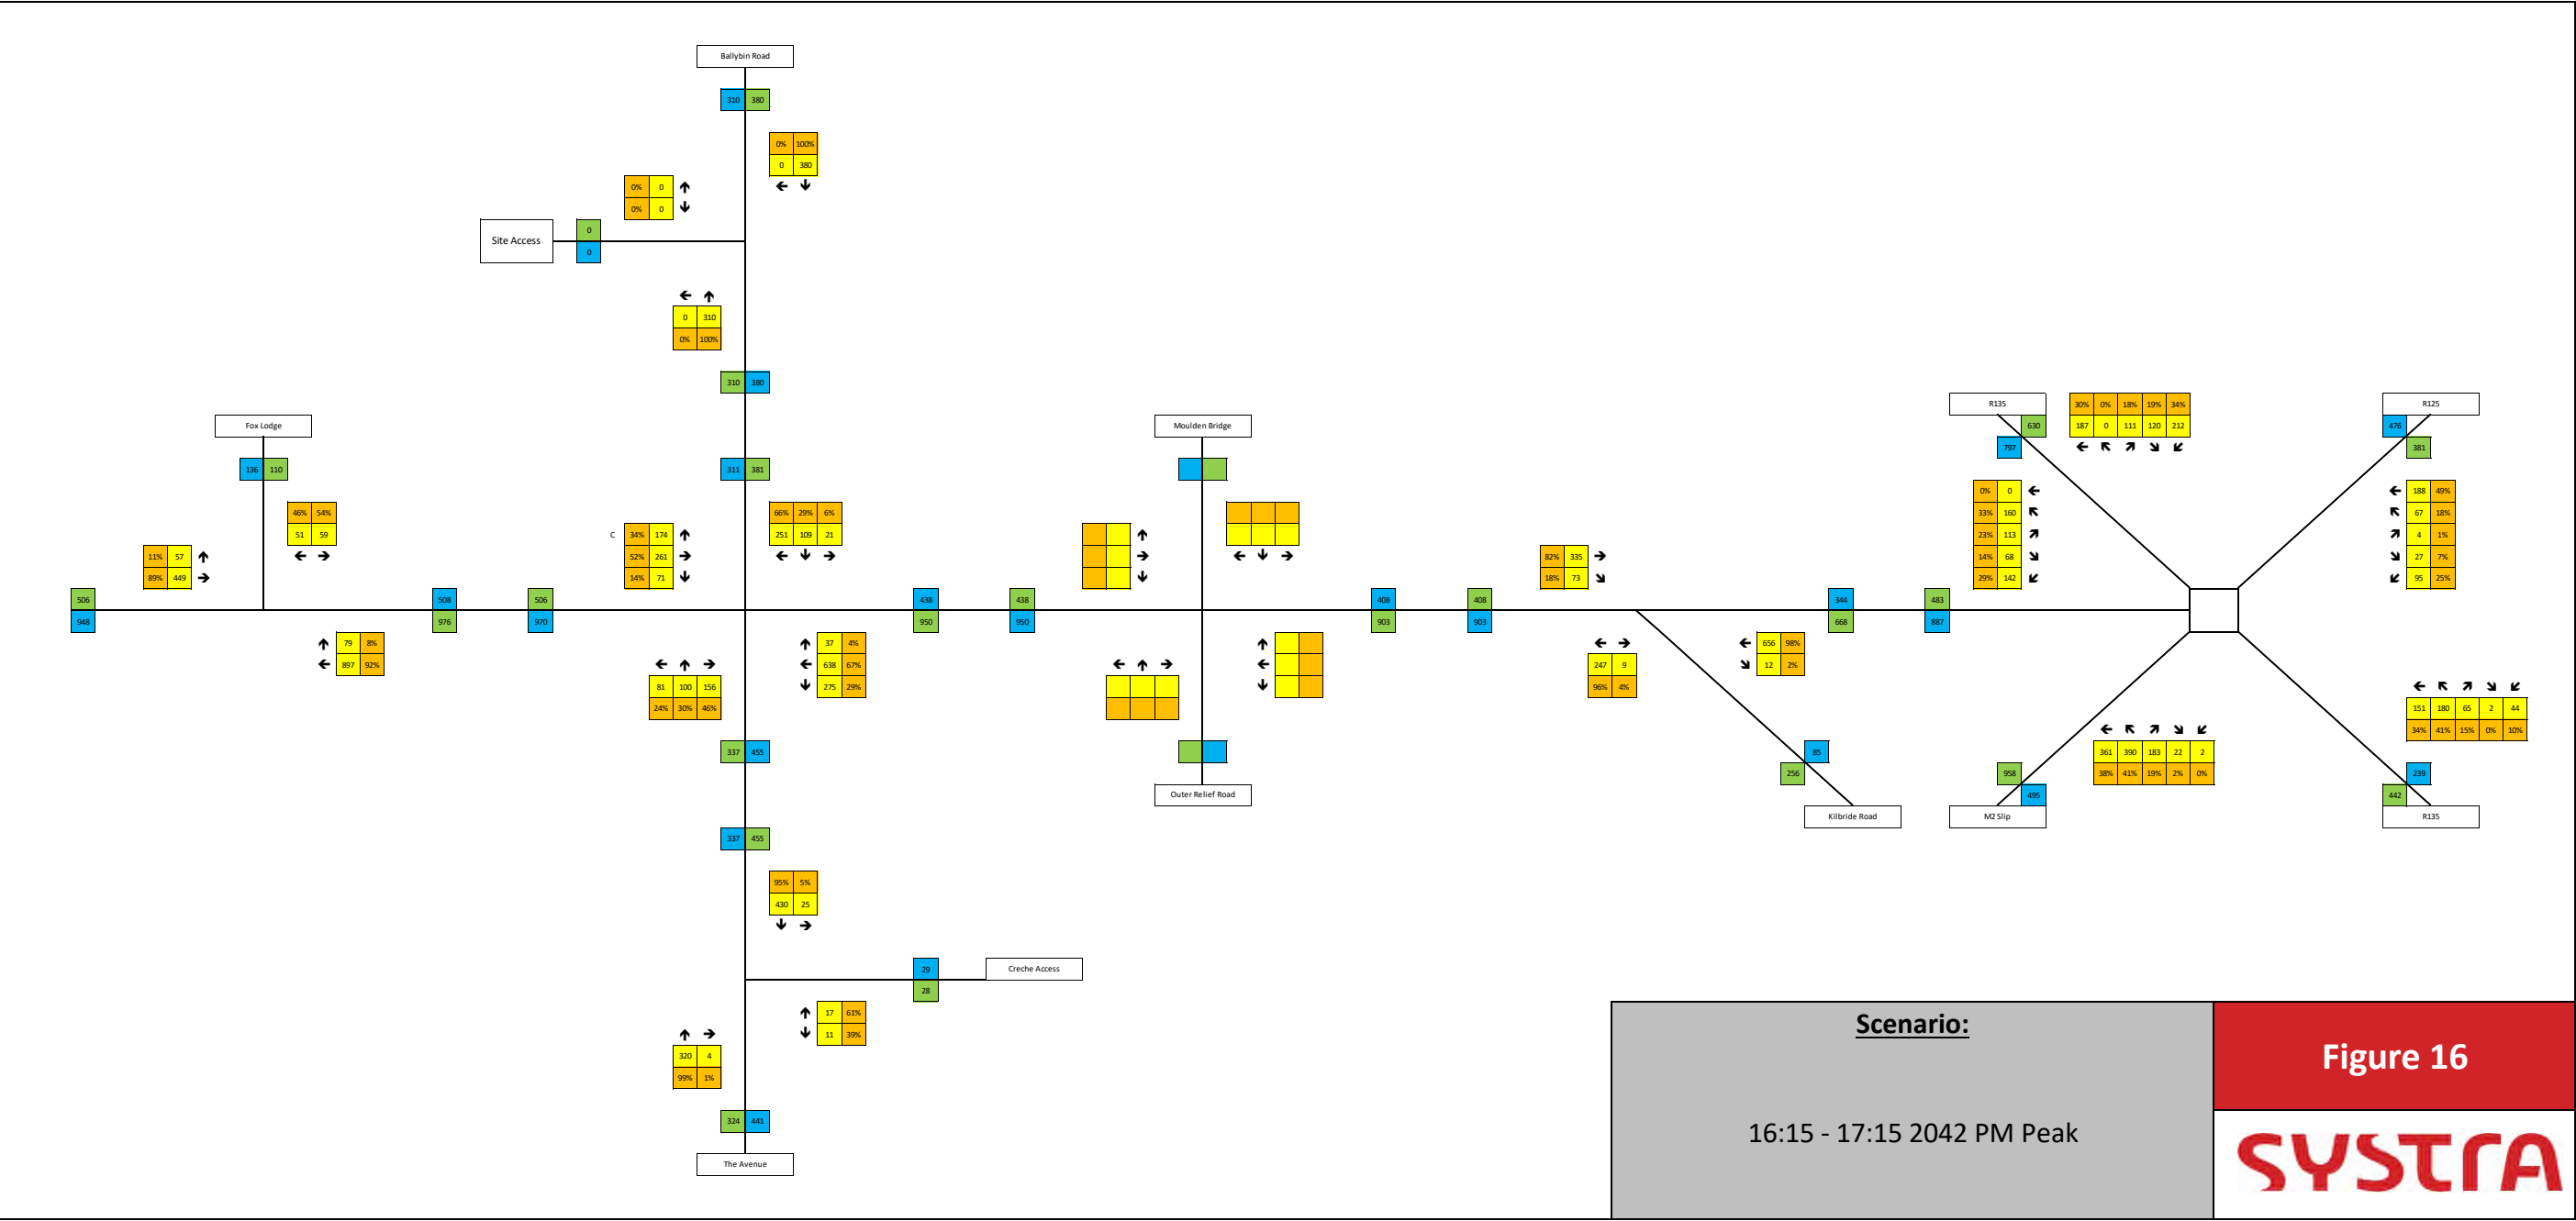 Ballybin Road
310 380
0% 100%
0 380
← ↓
0% 0 ↑
0% 0 ↓
Site Access
0
0
← ↑
0 310
0% 100%
310 380
Fox Lodge
136 110
46% 54%
51 59
← →
11% 57 ↑
89% 449 →
506
948
508
976
↑ 79 8%
← 897 92%
506
970
311 381
C 34% 174 ↑
52% 261 →
14% 71 ↓
66% 29% 6%
251 109 21
← ↓ →
438
950
↑ 37 4%
← 638 67%
↓ 275 29%
← ↑ →
81 100 156
24% 30% 46%
337 455
337 455
95% 5%
430 25
↓ →
29
28
Creche Access
↑ 17 61%
↓ 11 39%
↑ →
320 4
99% 1%
324 441
The Avenue
Moulden Bridge
↑
→
↓
← ↓ →
438
950
↑
←
↓
← ↑ →
Outer Relief Road
408
903
408
903
82% 335 →
18% 73 ↘
← →
247 9
96% 4%
344
668
← 656 98%
↘ 12 2%
85
256
Kilbride Road
483
887
R135
630
797
30% 0% 18% 19% 34%
187 0 111 120 212
← ↖ ↗ ↘ ↙
0% 0 ←
33% 160 ↖
23% 113 ↗
14% 68 ↘
29% 142 ↙
R125
476
381
← 188 49%
↖ 67 18%
↗ 4 1%
↘ 27 7%
↙ 95 25%
← ↖ ↗ ↘ ↙
151 180 65 2 44
34% 41% 15% 0% 10%
239
442
R135
← ↖ ↗ ↘ ↙
361 390 183 22 2
38% 41% 19% 2% 0%
958
495
M2 Slip
Scenario:
16:15 - 17:15 2042 PM Peak
Figure 16
SYSTRA